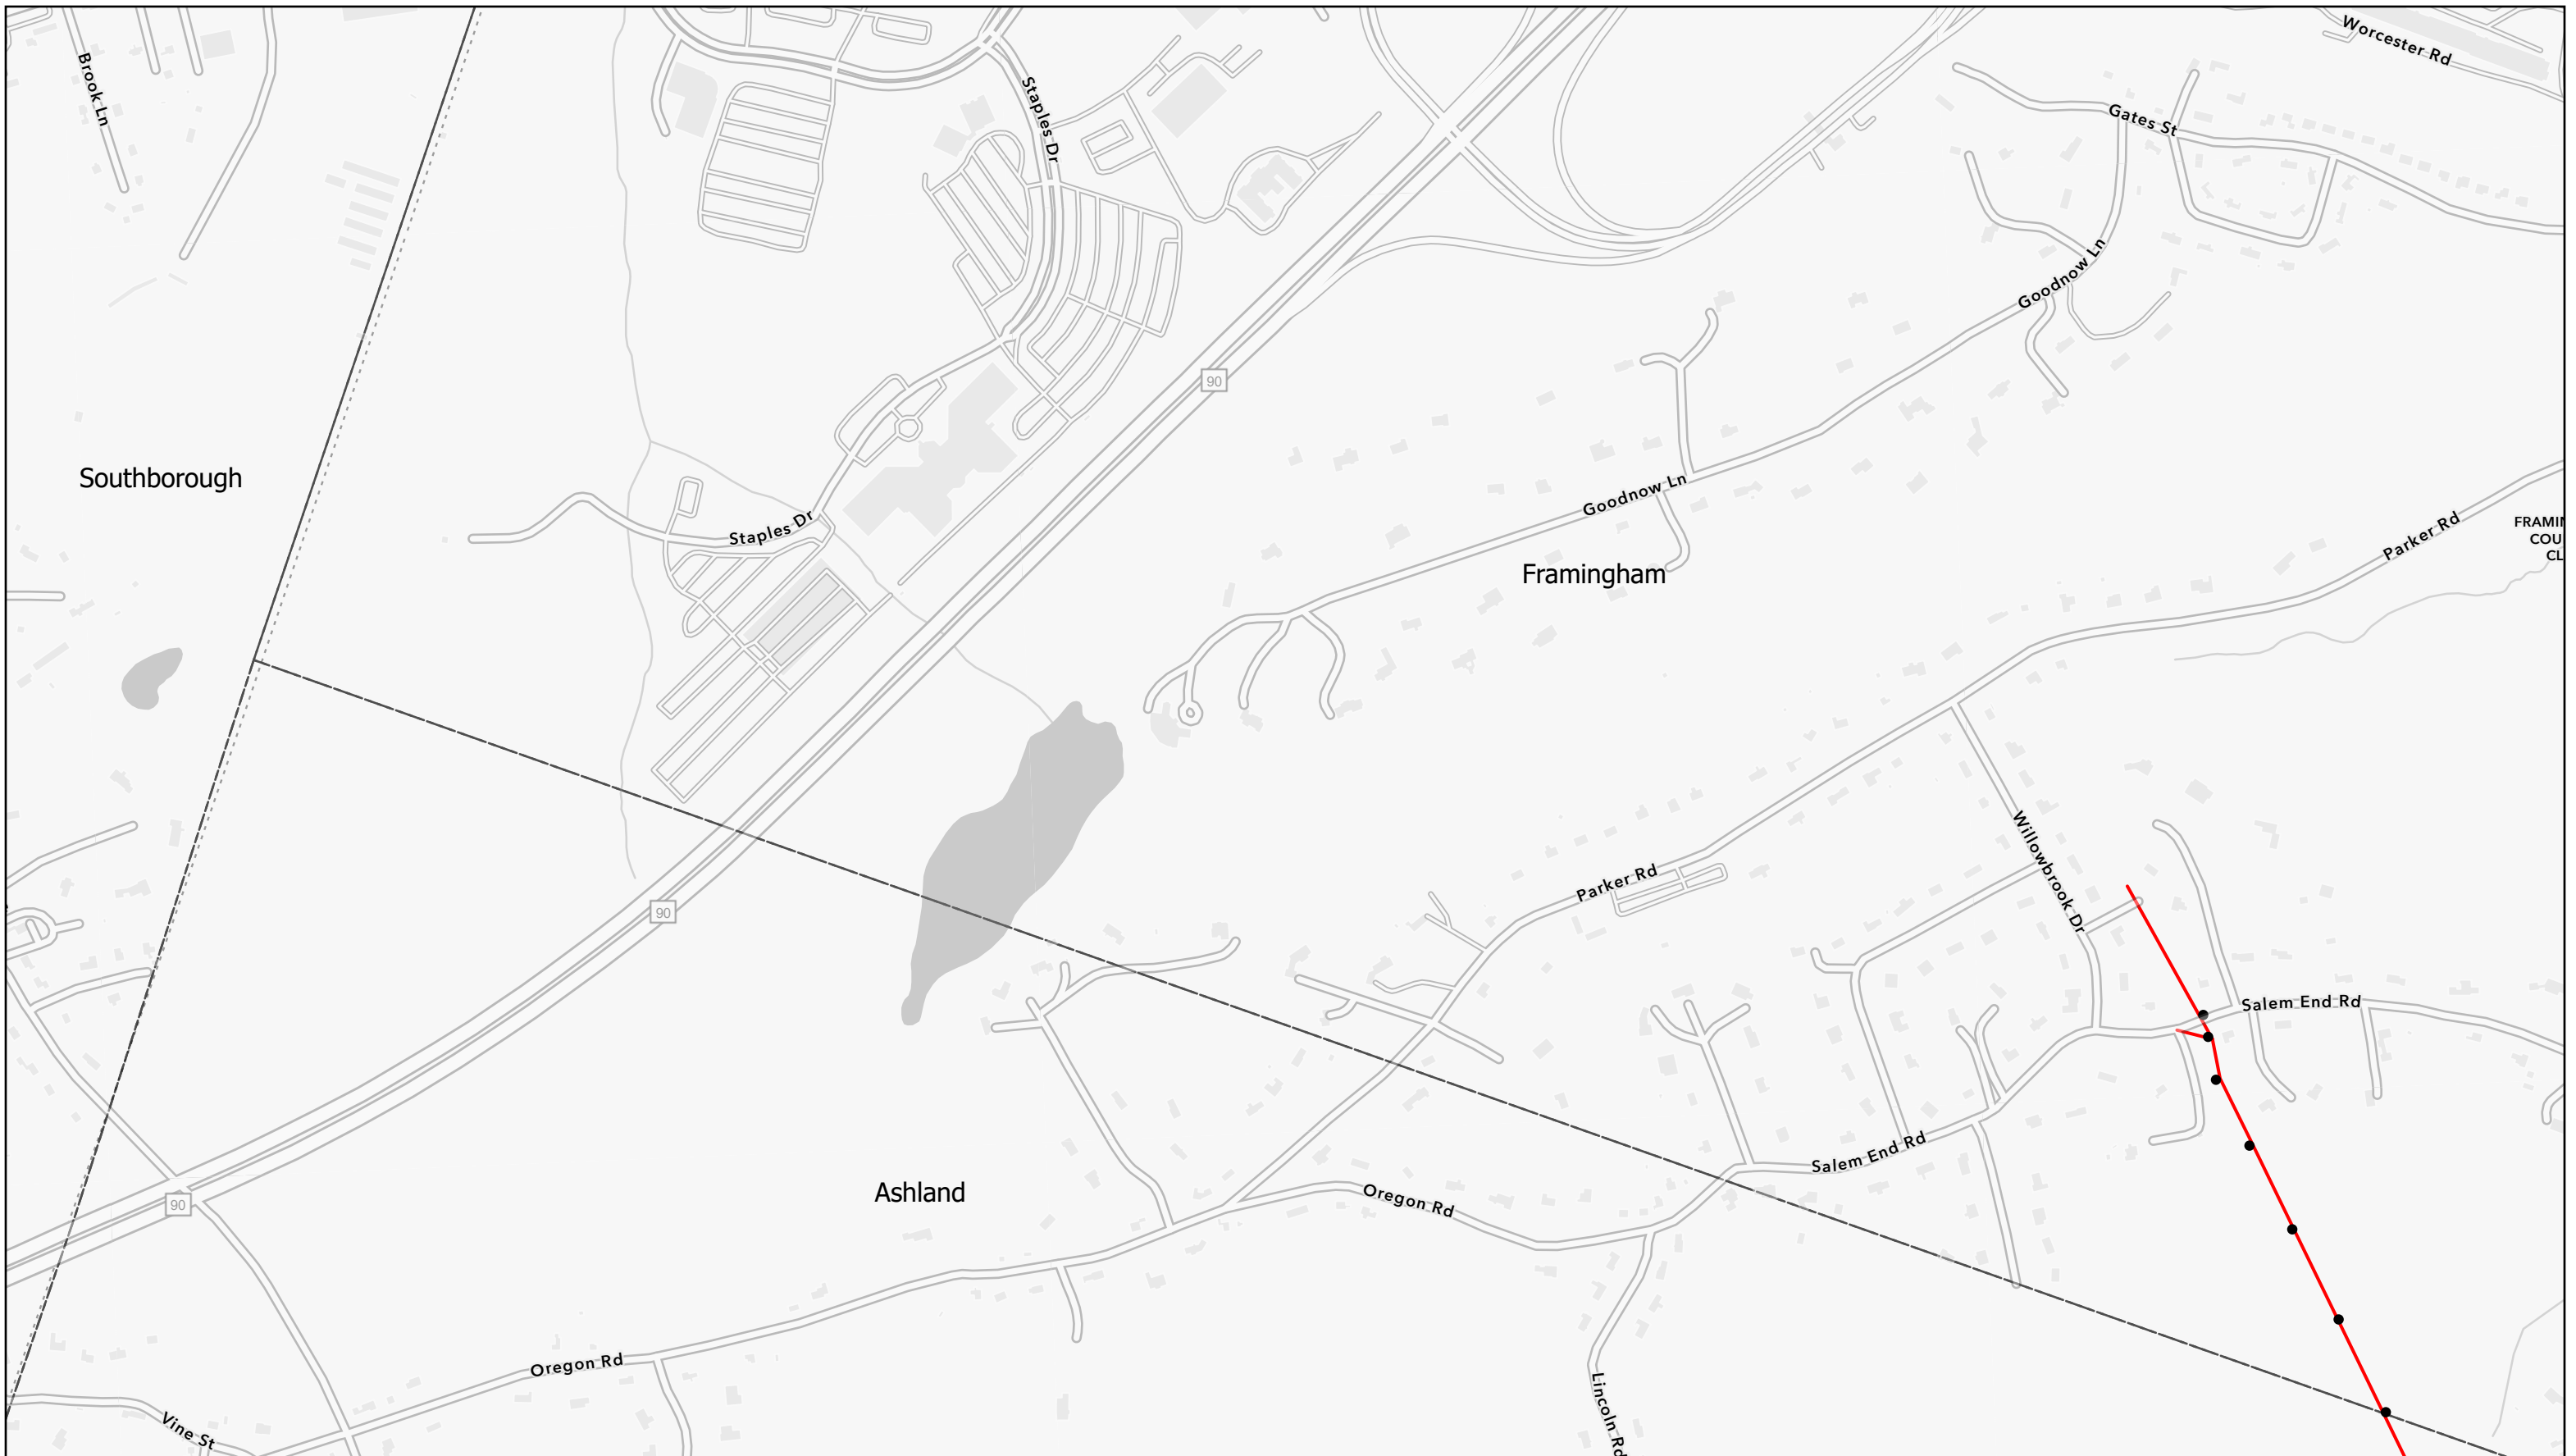 Worcester Rd
Brook Ln
Staples Dr
Gates St
Goodnow Ln
90
Southborough
Goodnow Ln
Staples Dr
Parker Rd
FRAMIN
COU
CL
Framingham
Willowbrook Dr
Parker Rd
90
Salem End Rd
Salem End Rd
Ashland
Oregon Rd
90
Oregon Rd
Lincoln Rd
Vine St